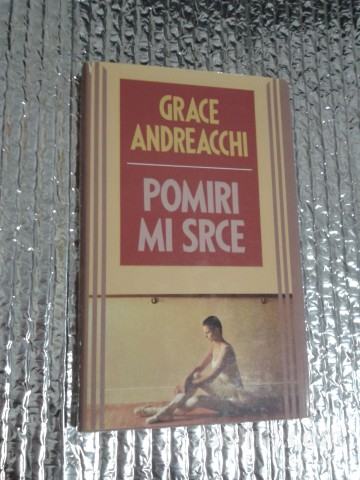 GRACE
ANDREACCHI
POMIRI
MI SRCE